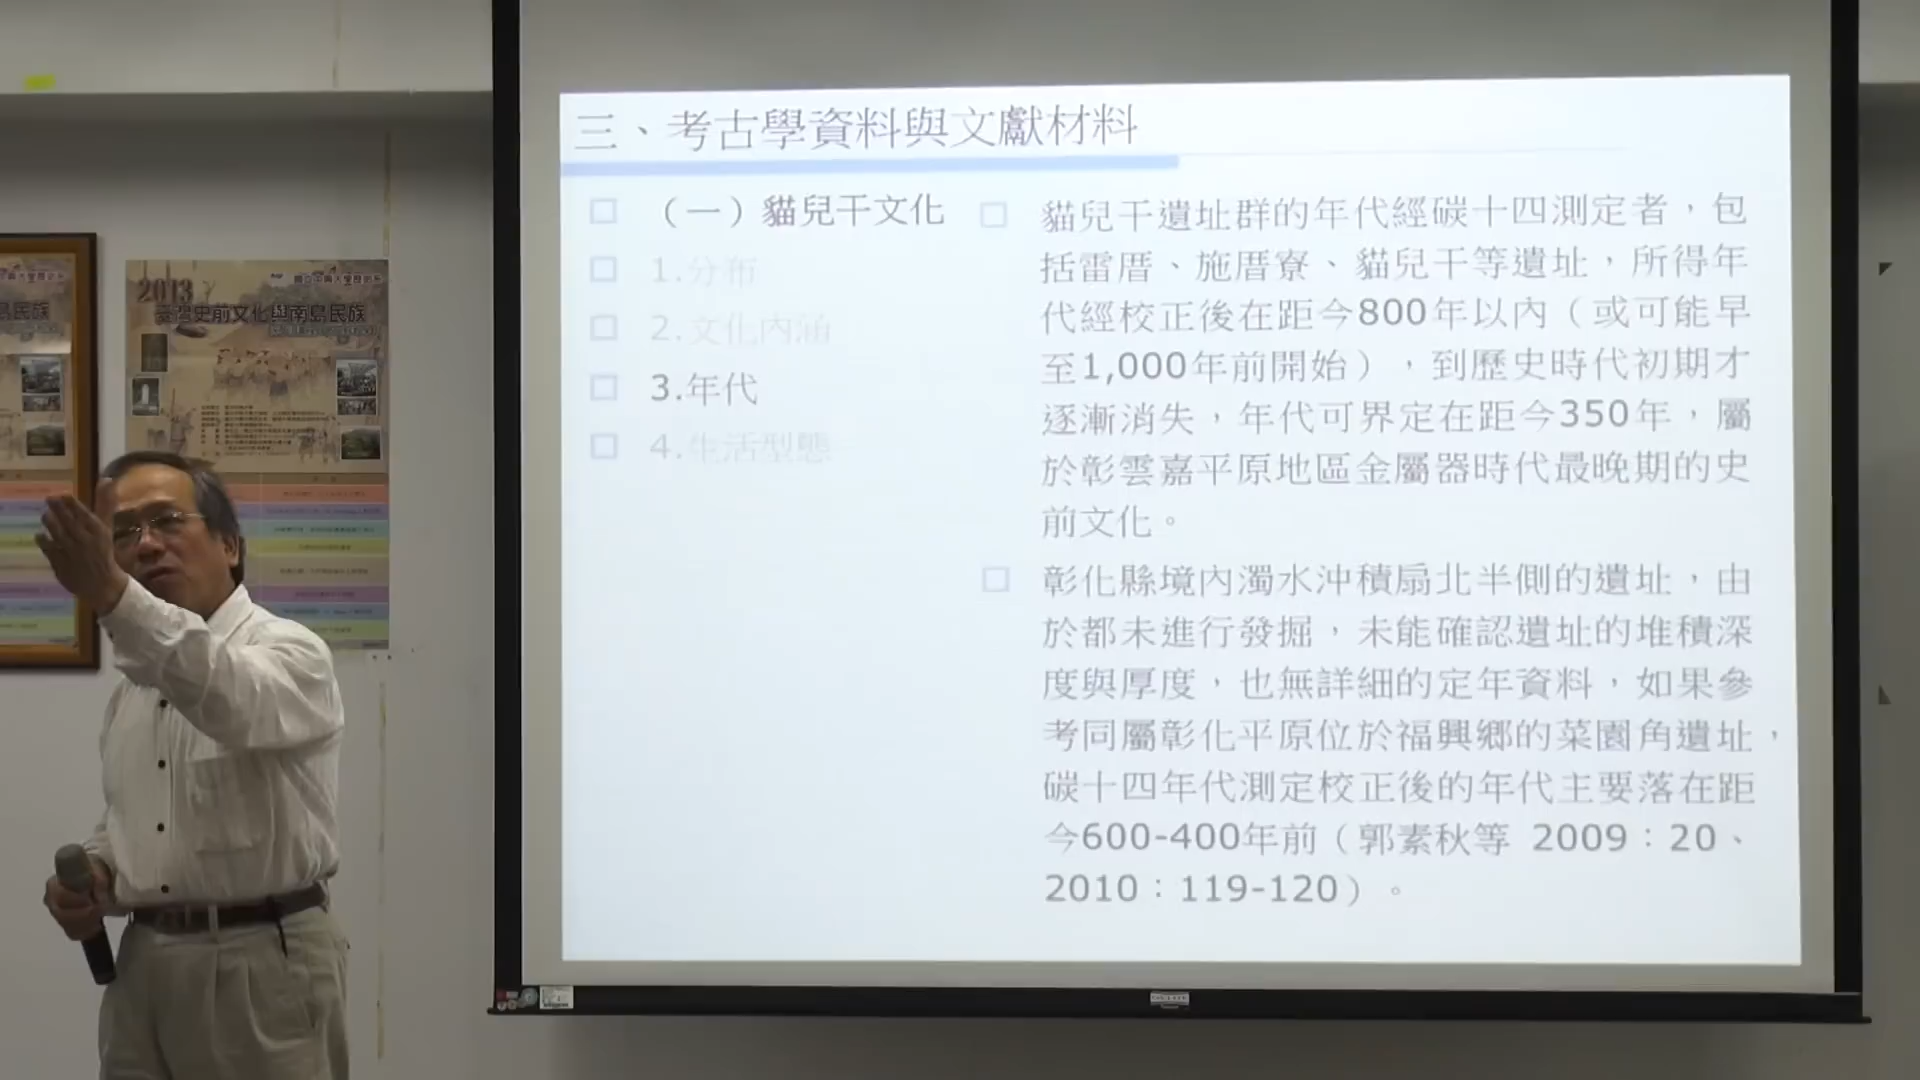 三、考古學資料與文獻材料
（一）貓兒干文化
1.分布
2.文化內涵
3.年代
4.生活型態
貓兒干遺址群的年代經碳十四測定者，包
括雷厝、施厝寮、貓兒干等遺址，所得年
代經校正後在距今800年以內（或可能早
至1,000年前開始），到歷史時代初期才
逐漸消失，年代可界定在距今350年，屬
於彰雲嘉平原地區金屬器時代最晚期的史
前文化。
彰化縣境內濁水沖積扇北半側的遺址，由
於都未進行發掘，未能確認遺址的堆積深
度與厚度，也無詳細的定年資料，如果參
考同屬彰化平原位於福興鄉的菜園角遺址，
碳十四年代測定校正後的年代主要落在距
今600-400年前（郭素秋等 2009：20、
2010：119-120）。
2013
臺灣史前文化與南島民族
島民族